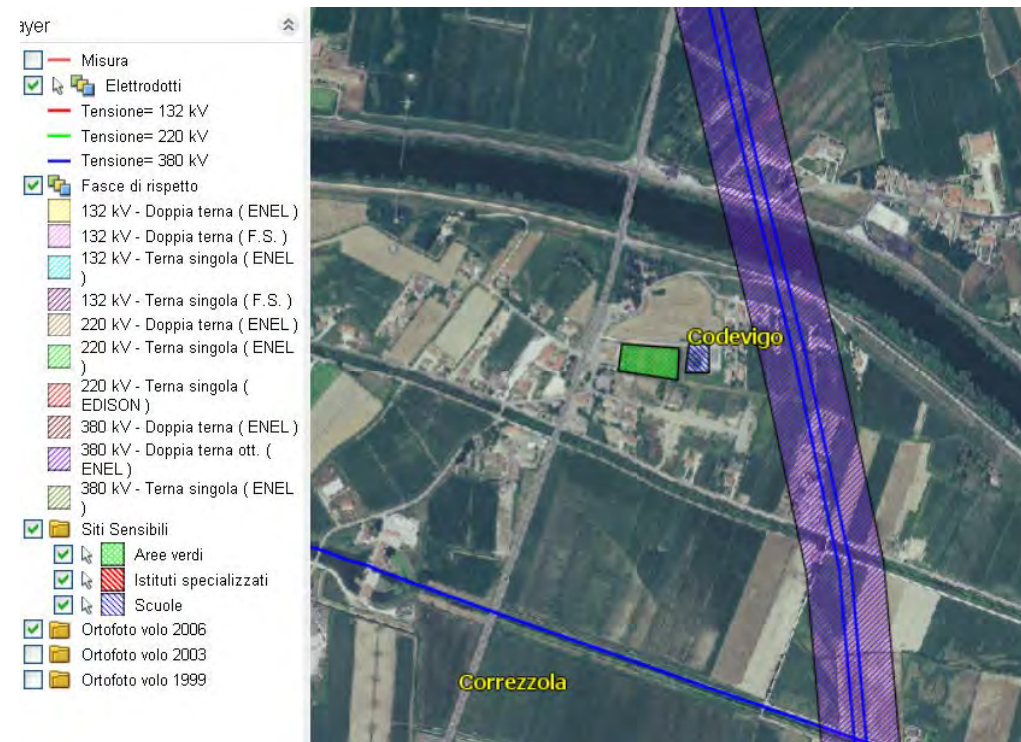 ayer
Misura
Elettrodotti
Tensione= 132 kV
Tensione= 220 kV
Tensione= 380 kV
Fasce di rispetto
132 kV - Doppia terna ( ENEL )
132 kV - Doppia terna ( F.S. )
132 kV - Terna singola ( ENEL
)
132 kV - Terna singola ( F.S. )
220 kV - Doppia terna ( ENEL )
220 kV - Terna singola ( ENEL
)
220 kV - Terna singola (
EDISON )
380 kV - Doppia terna ( ENEL )
380 kV - Doppia terna ott. (
ENEL )
380 kV - Terna singola ( ENEL
)
Siti Sensibili
Aree verdi
Istituti specializzati
Scuole
Ortofoto volo 2006
Ortofoto volo 2003
Ortofoto volo 1999
Codevigo
Correzzola